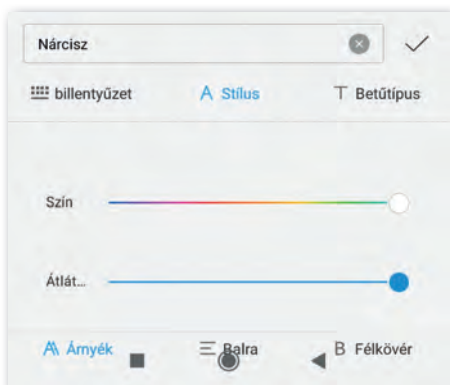 Nárcisz
billentyűzet A Stílus T Betűtípus
Szín
Átlát...
A Árnyék Balra B Félkövér